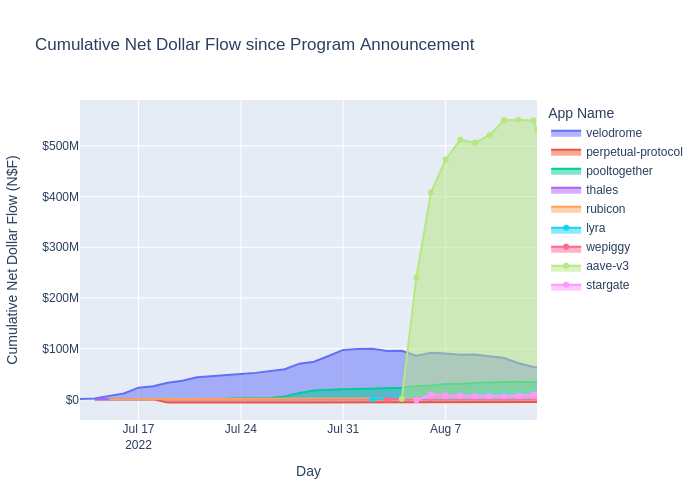 Cumulative Net Dollar Flow since Program Announcement
App Name
velodrome
perpetual-protocol
pooltogether
thales
rubicon
lyra
wepiggy
aave-v3
stargate
Cumulative Net Dollar Flow (N$F)
$500M
$400M
$300M
$200M
$100M
$0
Jul 17
2022
Jul 24
Jul 31
Aug 7
Day